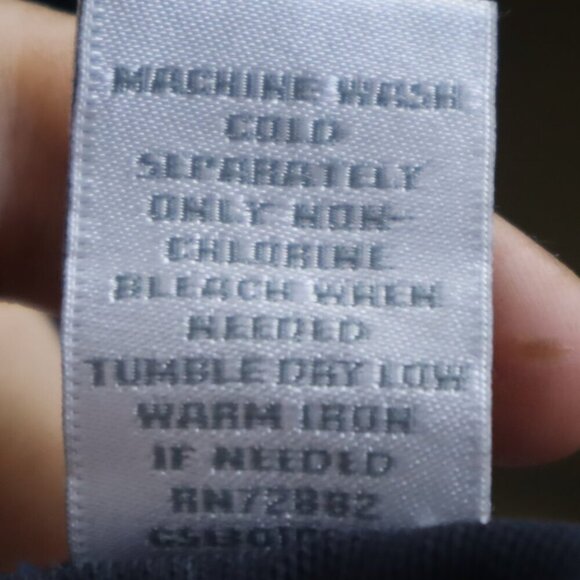 MACHINE WASH
COLD
SEPARATELY
ONLY NON-
CHLORINE
BLEACH WHEN
NEEDED
TUMBLE DRY LOW
WARM IRON
IF NEEDED
RN72882